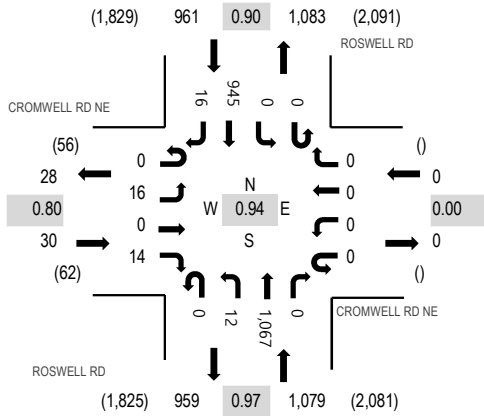 (1,829) 961 0.90 1,083 (2,091)
ROSWELL RD
16 945 0 0
CROMWELL RD NE
(56)
0
0
()
28
0
16
0
N
0.80
W 0.94 E
0.00
0
0
S
30
0
14
0
(62)
()
0 12 1,067 0
CROMWELL RD NE
ROSWELL RD
(1,825) 959 0.97 1,079 (2,081)